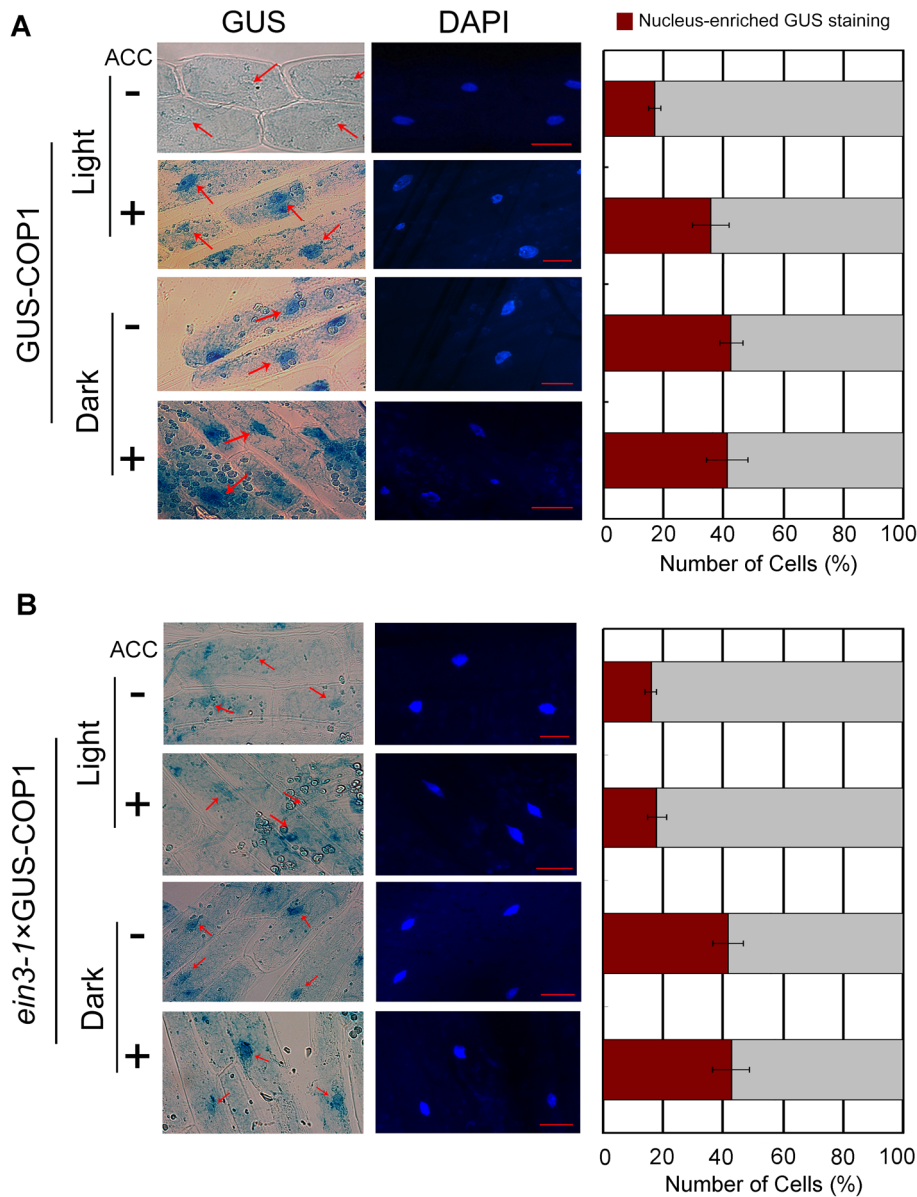 A
GUS
DAPI
Nucleus-enriched GUS staining
ACC
GUS-COP1
Light
-
+
Dark
-
+
0 20 40 60 80 100
Number of Cells (%)
B
ACC
ein3-1×GUS-COP1
Light
-
+
Dark
-
+
0 20 40 60 80 100
Number of Cells (%)